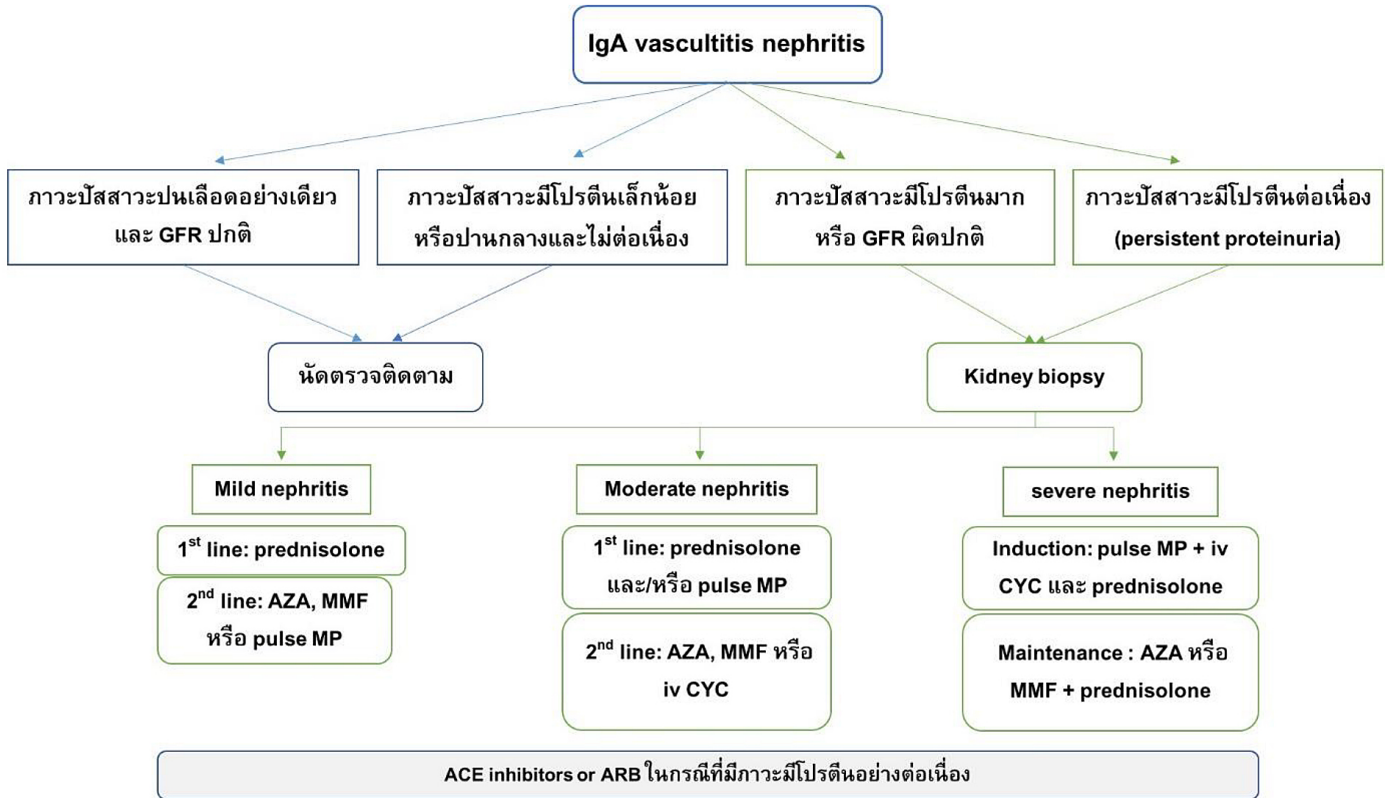 IgA vascultitis nephritis
ภาวะปัสสาวะปนเลือดอย่างเดียว
และ GFR ปกติ
ภาวะปัสสาวะมีโปรตีนเล็กน้อย
หรือปานกลางและไม่ต่อเนื่อง
ภาวะปัสสาวะมีโปรตีนมาก
หรือ GFR ผิดปกติ
ภาวะปัสสาวะมีโปรตีนต่อเนื่อง
(persistent proteinuria)
นัดตรวจติดตาม
Kidney biopsy
Mild nephritis
1st line: prednisolone
2nd line: AZA, MMF
หรือ pulse MP
Moderate nephritis
1st line: prednisolone
และ/หรือ pulse MP
2nd line: AZA, MMF หรือ
iv CYC
severe nephritis
Induction: pulse MP + iv
CYC และ prednisolone
Maintenance : AZA หรือ
MMF + prednisolone
ACE inhibitors or ARB ในกรณีที่มีภาวะมีโปรตีนอย่างต่อเนื่อง